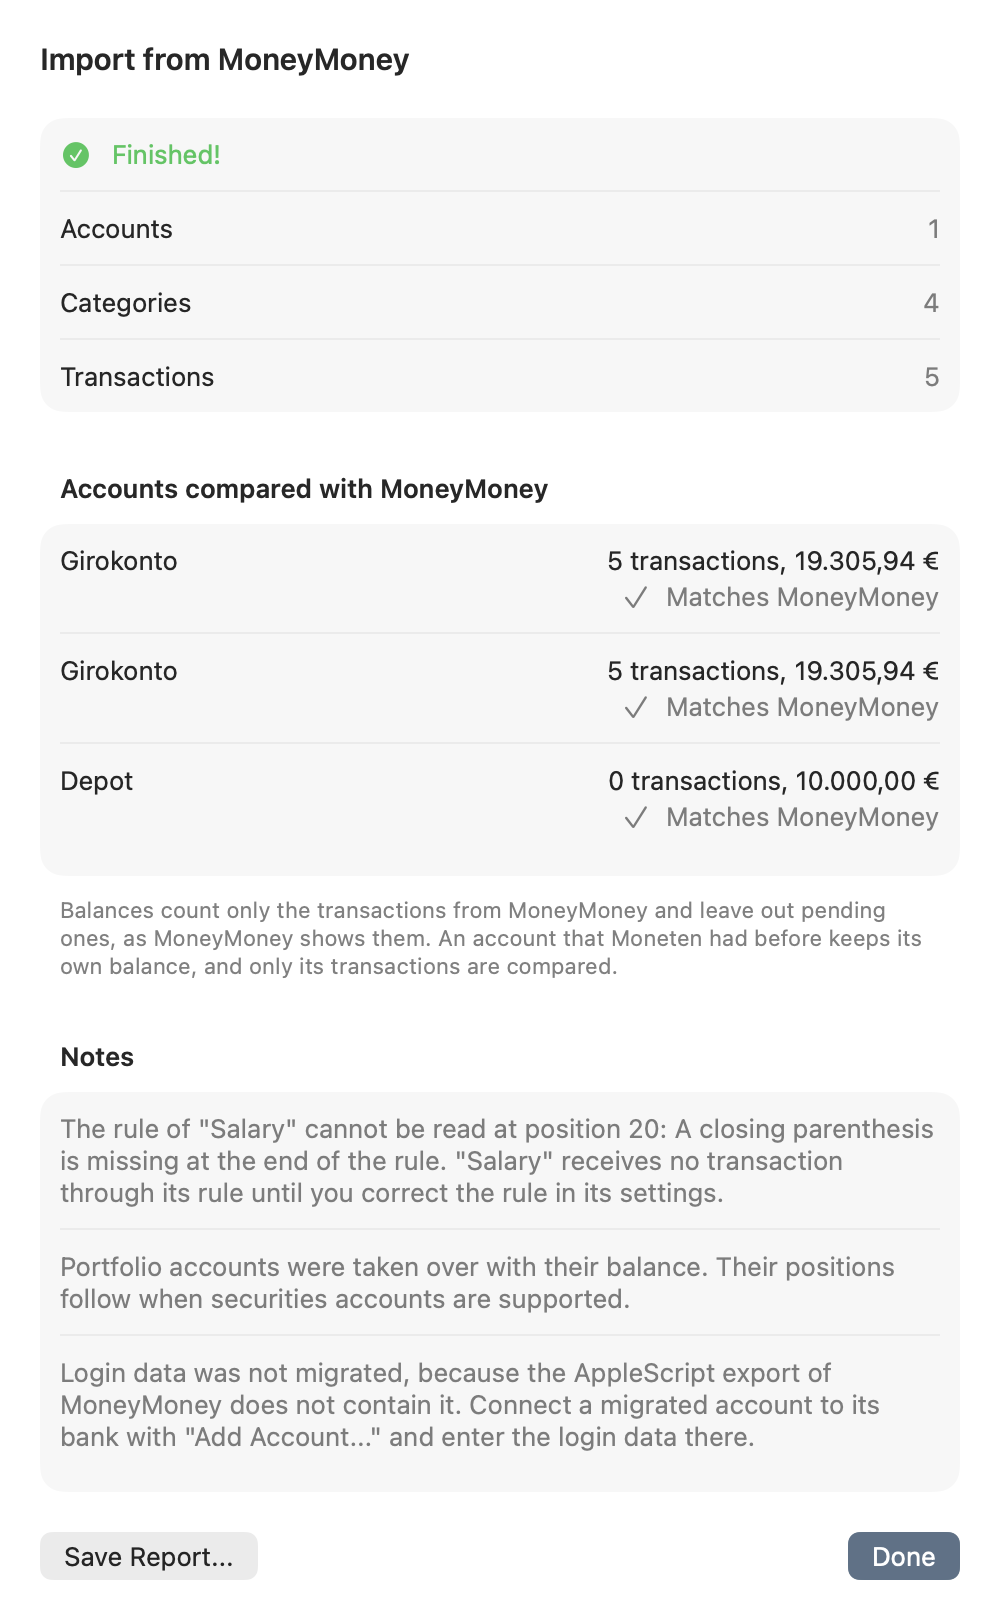 Import from MoneyMoney
Finished!
Accounts 1
Categories 4
Transactions 5
Accounts compared with MoneyMoney
Girokonto 5 transactions, 19.305,94 €
Matches MoneyMoney
Girokonto 5 transactions, 19.305,94 €
Matches MoneyMoney
Depot 0 transactions, 10.000,00 €
Matches MoneyMoney
Balances count only the transactions from MoneyMoney and leave out pending
ones, as MoneyMoney shows them. An account that Moneten had before keeps its
own balance, and only its transactions are compared.
Notes
The rule of "Salary" cannot be read at position 20: A closing parenthesis
is missing at the end of the rule. "Salary" receives no transaction
through its rule until you correct the rule in its settings.
Portfolio accounts were taken over with their balance. Their positions
follow when securities accounts are supported.
Login data was not migrated, because the AppleScript export of
MoneyMoney does not contain it. Connect a migrated account to its
bank with "Add Account..." and enter the login data there.
Save Report... Done